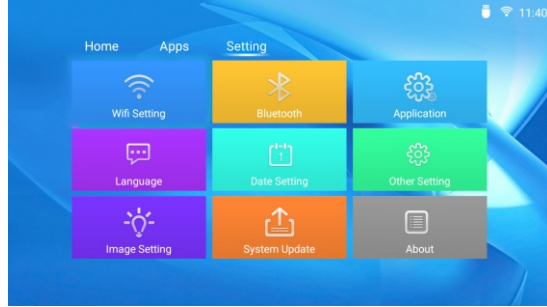 11:40
Home Apps Setting
Wifi Setting Bluetooth Application
1
Language Date Setting Other Setting
Image Setting System Update About